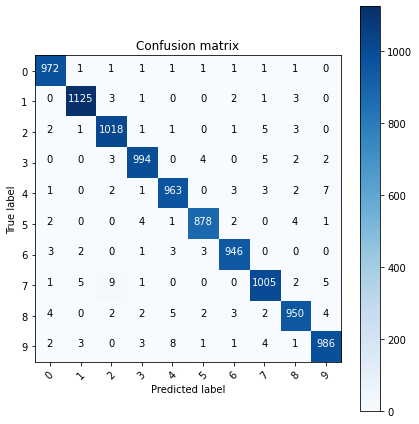 Confusion matrix
0 972 1 1 1 1 1 1 1 1 0
1 0 1125 3 1 0 0 2 1 3 0
2 2 1 1018 1 1 0 1 5 3 0
3 0 0 3 994 0 4 0 5 2 2
4 1 0 2 1 963 0 3 3 2 7
5 2 0 0 4 1 878 2 0 4 1
6 3 2 0 1 3 3 946 0 0 0
7 1 5 9 1 0 0 0 1005 2 5
8 4 0 2 2 5 2 3 2 950 4
9 2 3 0 3 8 1 1 4 1 986
0 1 2 3 4 5 6 7 8 9
True label
Predicted label
1000
800
600
400
200
0